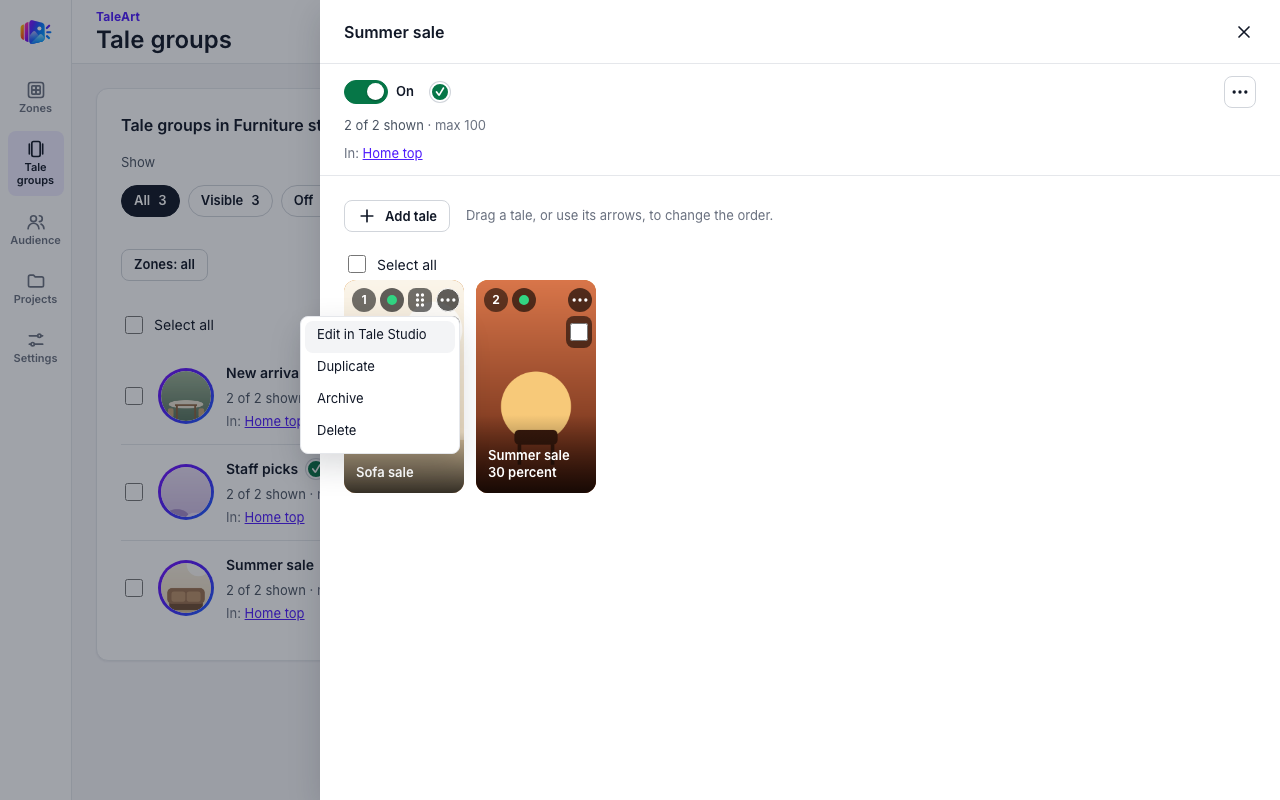 TaleArt
Tale groups
Zones
Tale groups
Audience
Projects
Settings
Tale groups in Furniture st
Show
All 3
Visible 3
Off
Zones: all
Select all
New arriva
2 of 2 shown
In: Home top
Staff picks
2 of 2 shown ·
In: Home top
Summer sale
2 of 2 shown ·
In: Home top
Summer sale
On
2 of 2 shown · max 100
In: Home top
Add tale
Drag a tale, or use its arrows, to change the order.
Select all
1
Edit in Tale Studio
Duplicate
Archive
Delete
Sofa sale
2
Summer sale
30 percent